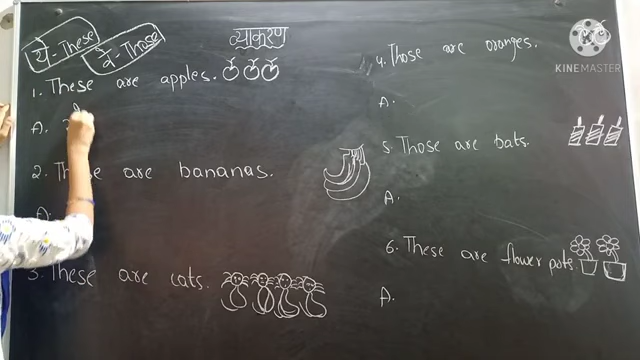 ये - These
वे - Those
व्याकरण
1. These are apples.
A.
2. These are bananas.
A.
3. These are cats.
4. Those are oranges.
A.
5. Those are bats.
A.
6. These are flower pots.
A.
KINEMASTER